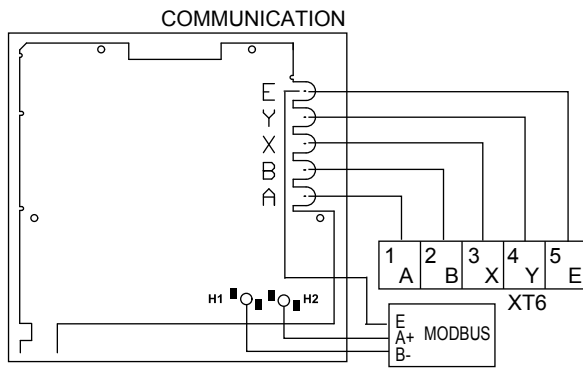 COMMUNICATION
E
Y
X
B
A
1 2 3 4 5
A B X Y E
XT6
H1 H2
E
A+ MODBUS
B-